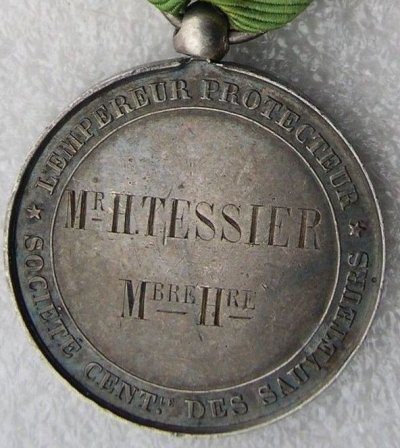 L'EMPEREUR PROTECTEUR
MR H. TESSIER
MBRE HRE
SOCIÉTÉ CENTLE DES SAUVETEURS